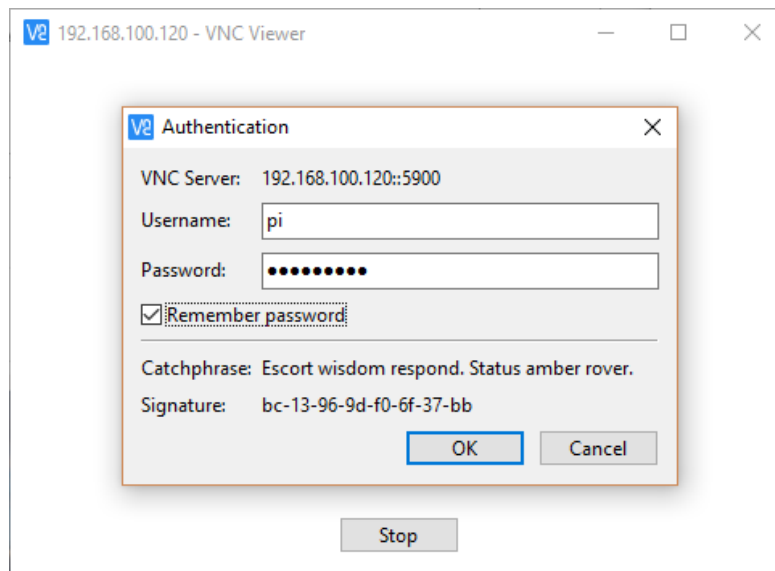 VE 192.168.100.120 - VNC Viewer
VE Authentication
VNC Server: 192.168.100.120::5900
Username: pi
Password: •••••••••
Remember password
Catchphrase: Escort wisdom respond. Status amber rover.
Signature: bc-13-96-9d-f0-6f-37-bb
OK Cancel
Stop